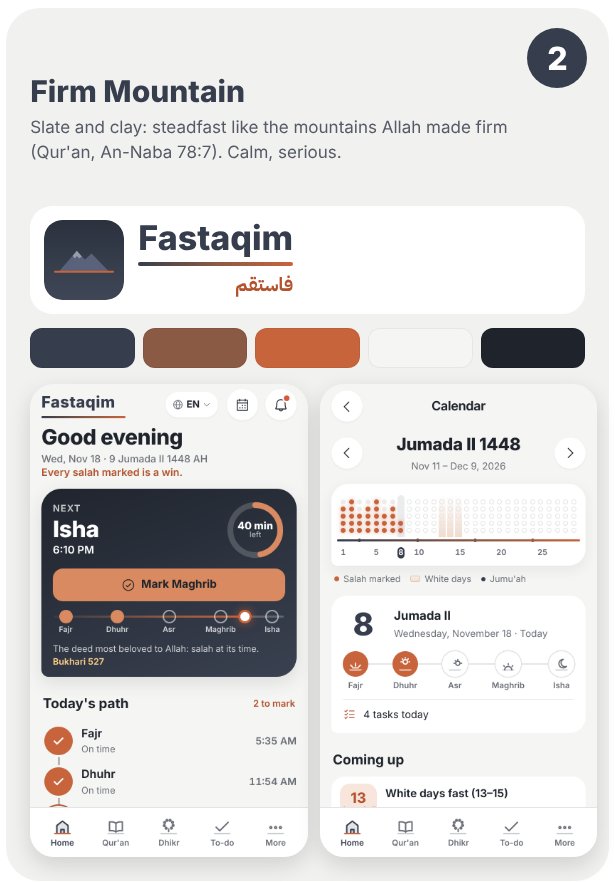 2
Firm Mountain
Slate and clay: steadfast like the mountains Allah made firm
(Qur'an, An-Naba 78:7). Calm, serious.
Fastaqim
فاستقم
Fastaqim
EN
Good evening
Wed, Nov 18 · 9 Jumada II 1448 AH
Every salah marked is a win.
NEXT
Isha
6:10 PM
40 min
left
Mark Maghrib
Fajr Dhuhr Asr Maghrib Isha
The deed most beloved to Allah: salah at its time.
Bukhari 527
Today's path 2 to mark
Fajr
On time
5:35 AM
Dhuhr
On time
11:54 AM
Home Qur'an Dhikr To-do More
Calendar
Jumada II 1448
Nov 11 – Dec 9, 2026
1 5 8 10 15 20 25
Salah marked White days Jumu'ah
8
Jumada II
Wednesday, November 18 · Today
Fajr Dhuhr Asr Maghrib Isha
4 tasks today
Coming up
13
White days fast (13–15)
Home Qur'an Dhikr To-do More